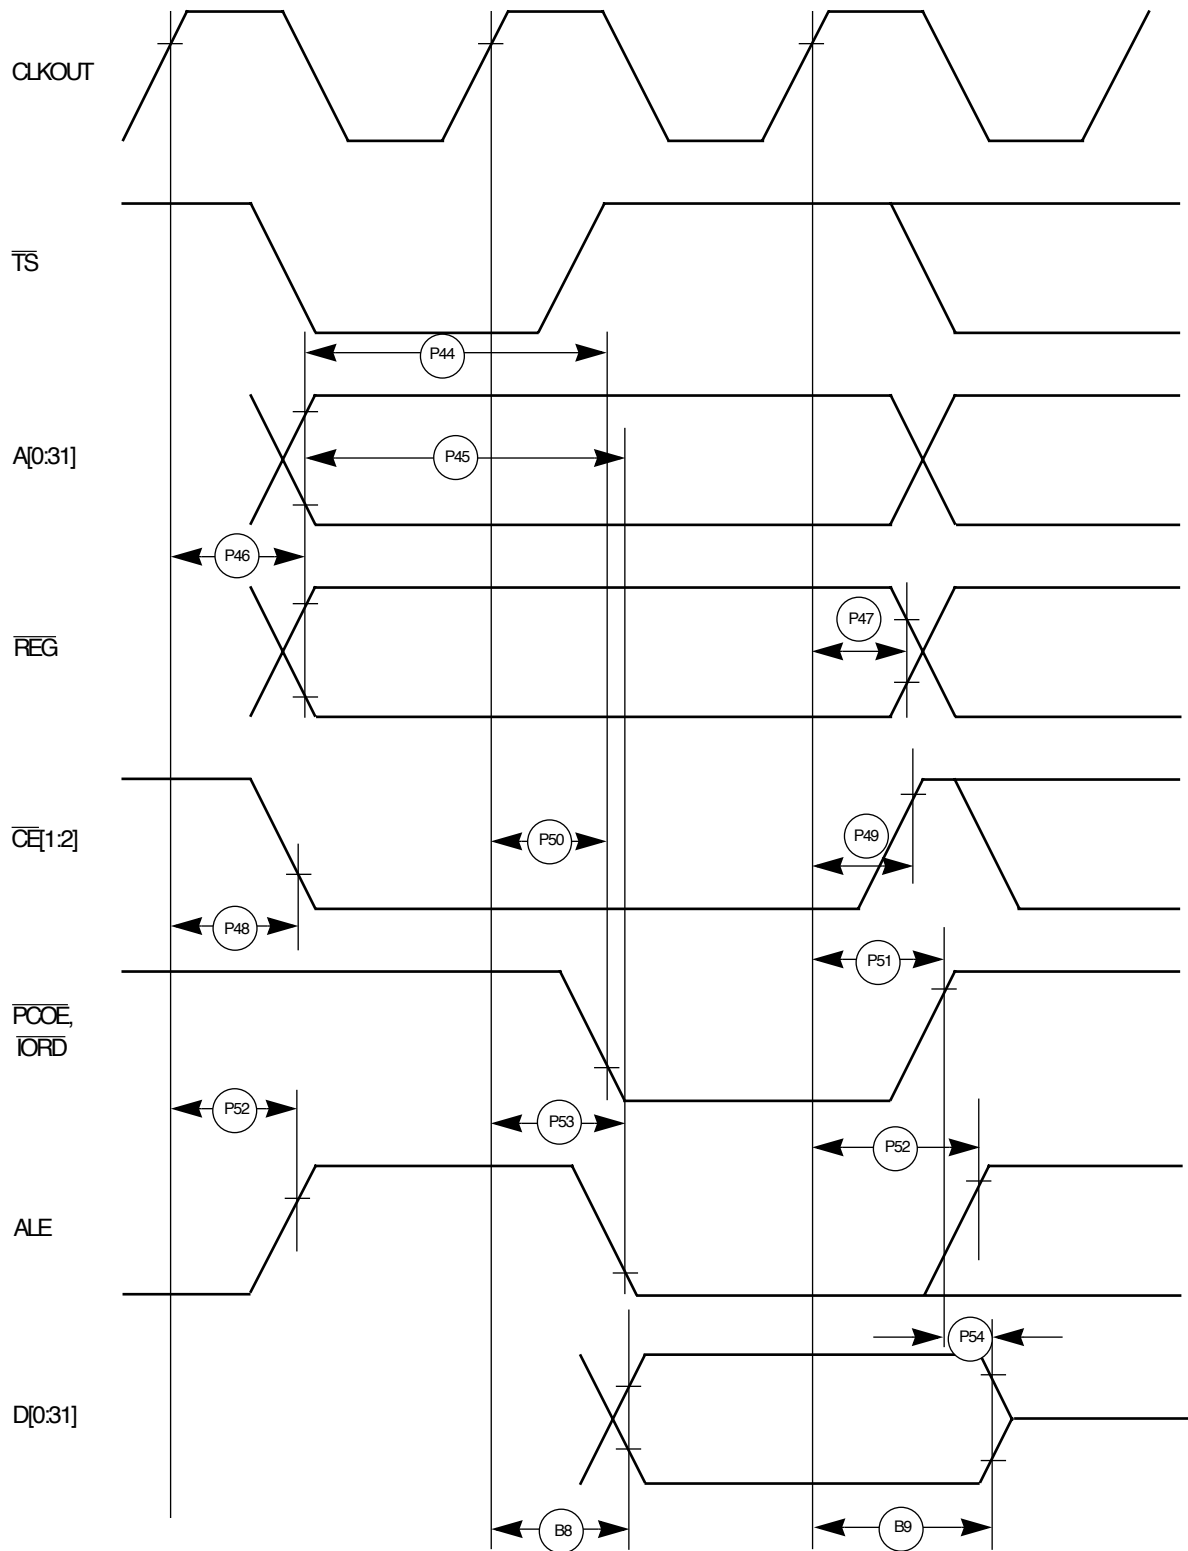 CLKOUT
TS
P44
A[0:31]
P45
P46
REG
P47
CE[1:2]
P50
P49
P48
P51
PCOE,
IORD
P52
P53
P52
ALE
P54
D[0:31]
B8
B9